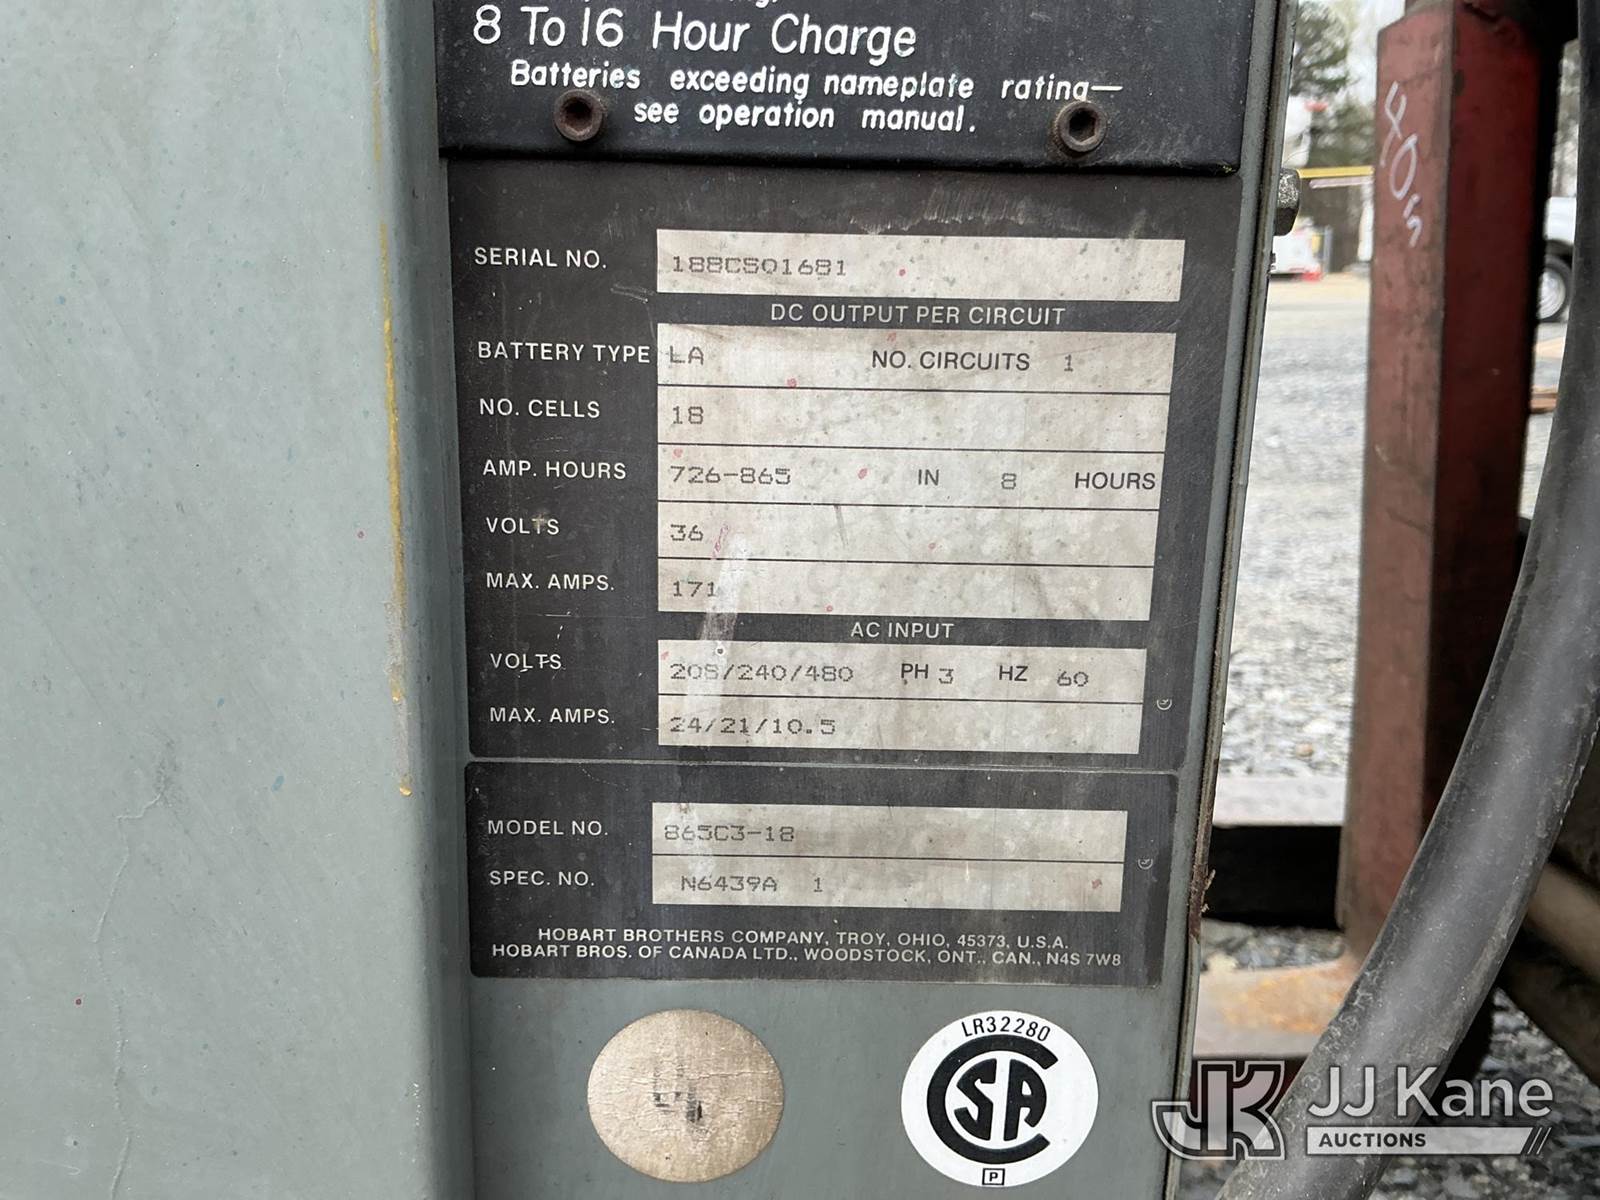 8 To 16 Hour Charge
Batteries exceeding nameplate rating—
see operation manual.
SERIAL NO. 188CS01681
DC OUTPUT PER CIRCUIT
BATTERY TYPE LA NO. CIRCUITS 1
NO. CELLS 18
AMP. HOURS 726-865 IN 8 HOURS
VOLTS 36
MAX. AMPS. 171
AC INPUT
VOLTS 208/240/480 PH 3 HZ 60
MAX. AMPS. 24/21/10.5
MODEL NO. 865C3-18
SPEC. NO. N6439A 1
HOBART BROTHERS COMPANY, TROY, OHIO, 45373, U.S.A.
HOBART BROS. OF CANADA LTD., WOODSTOCK, ONT., CAN., N4S 7W8
LR32280
SA
P
JJ Kane
AUCTIONS